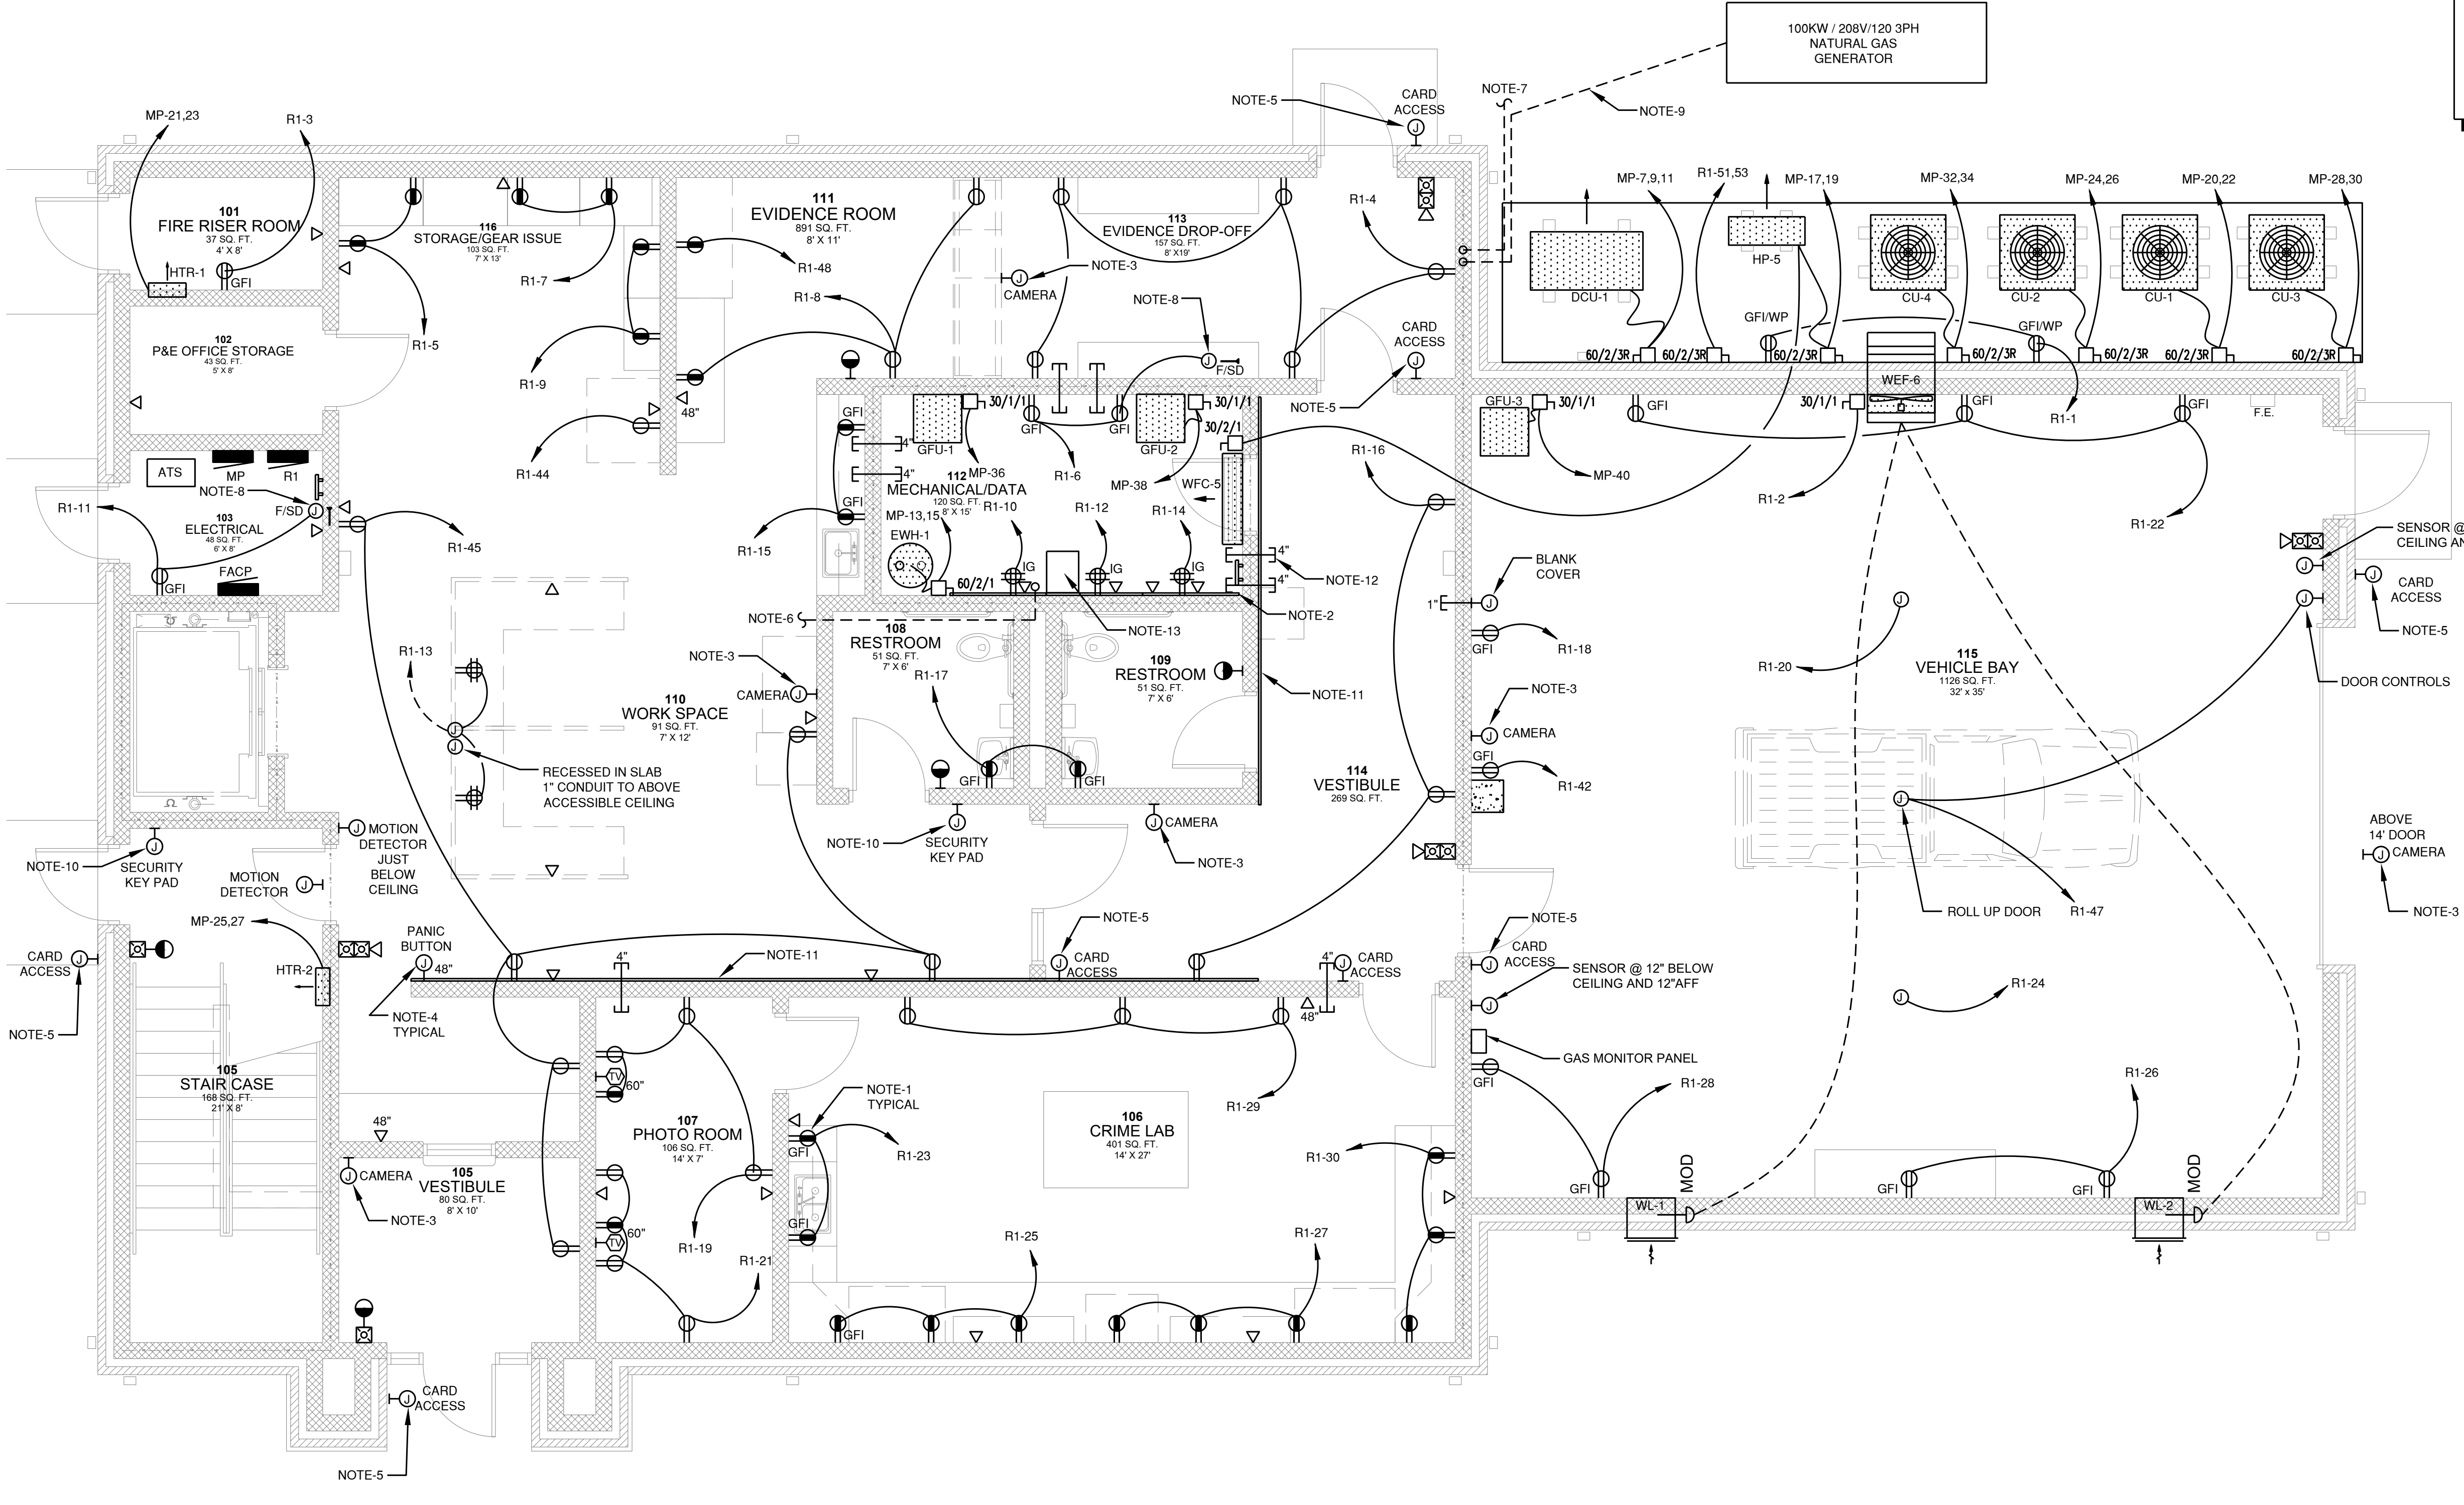 100KW / 208V/120 3PH
NATURAL GAS
GENERATOR
NOTE-7
NOTE-9
NOTE-5
CARD
ACCESS
J
MP-21,23
R1-3
101
FIRE RISER ROOM
37 SQ. FT.
4' X 8'
HTR-1
GFI
116
STORAGE/GEAR ISSUE
103 SQ. FT.
7' X 13'
R1-7
R1-5
R1-9
R1-44
111
EVIDENCE ROOM
891 SQ. FT.
8' X 11'
R1-48
R1-8
NOTE-3
J
CAMERA
113
EVIDENCE DROP-OFF
157 SQ. FT.
8' X19'
NOTE-8
J
F/SD
R1-4
CARD
ACCESS
J
NOTE-5
MP-7,9,11
R1-51,53
MP-17,19
MP-32,34
MP-24,26
MP-20,22
MP-28,30
DCU-1
HP-5
CU-4
CU-2
CU-1
CU-3
GFI/WP
GFI/WP
60/2/3R
60/2/3R
60/2/3R
60/2/3R
60/2/3R
60/2/3R
60/2/3R
WEF-6
102
P&E OFFICE STORAGE
43 SQ. FT.
5' X 8'
48"
ATS
MP
R1
NOTE-8
F/SD
J
R1-11
103
ELECTRICAL
48 SQ. FT.
6' X 8'
FACP
GFI
R1-45
GFI
4"
4"
GFI
R1-15
GFU-1
30/1/1
GFI
GFI
GFU-2
30/1/1
30/2/1
MP-36
R1-6
MP-38
WFC-5
112
MECHANICAL/DATA
120 SQ. FT.
8' X 15'
MP-13,15
R1-10
R1-12
R1-14
EWH-1
60/2/1
IG
IG
IG
4"
4"
NOTE-12
NOTE-2
NOTE-13
NOTE-6
R1-16
GFU-3
30/1/1
GFI
30/1/1
GFI
GFI
R1-1
F.E.
MP-40
R1-2
R1-22
SENSOR @
CEILING AN
J
CARD
ACCESS
J
NOTE-5
J
DOOR CONTROLS
BLANK
COVER
1"
J
GFI
R1-18
J
R1-20
115
VEHICLE BAY
1126 SQ. FT.
32' x 35'
NOTE-3
J
CAMERA
GFI
R1-42
J
ROLL UP DOOR
R1-47
ABOVE
14' DOOR
J
CAMERA
NOTE-3
R1-13
J
J
RECESSED IN SLAB
1" CONDUIT TO ABOVE
ACCESSIBLE CEILING
110
WORK SPACE
91 SQ. FT.
7' X 12'
NOTE-3
CAMERA
J
108
RESTROOM
51 SQ. FT.
7' X 6'
R1-17
109
RESTROOM
51 SQ. FT.
7' X 6'
GFI
GFI
NOTE-11
114
VESTIBULE
269 SQ. FT.
NOTE-10
J
SECURITY
KEY PAD
J
CAMERA
NOTE-3
NOTE-10
J
SECURITY
KEY PAD
J
MOTION
DETECTOR
JUST
BELOW
CEILING
MOTION
DETECTOR
J
MP-25,27
HTR-2
CARD
ACCESS
J
NOTE-5
PANIC
BUTTON
J
48"
NOTE-4
TYPICAL
4"
NOTE-11
NOTE-5
J
CARD
ACCESS
4"
J
CARD
ACCESS
48"
NOTE-5
CARD
ACCESS
J
SENSOR @ 12" BELOW
CEILING AND 12"AFF
J
J
R1-24
GAS MONITOR PANEL
GFI
R1-28
R1-26
GFI
GFI
GFI
MOD
MOD
WL-1
WL-2
105
STAIR CASE
168 SQ. FT.
21' X 8'
48"
J
CAMERA
NOTE-3
105
VESTIBULE
80 SQ. FT.
8' X 10'
TV
60"
107
PHOTO ROOM
106 SQ. FT.
14' X 7'
60"
TV
R1-19
R1-21
NOTE-1
TYPICAL
GFI
R1-23
GFI
R1-29
106
CRIME LAB
401 SQ. FT.
14' X 27'
R1-30
R1-25
R1-27
GFI
J
CARD
ACCESS
NOTE-5